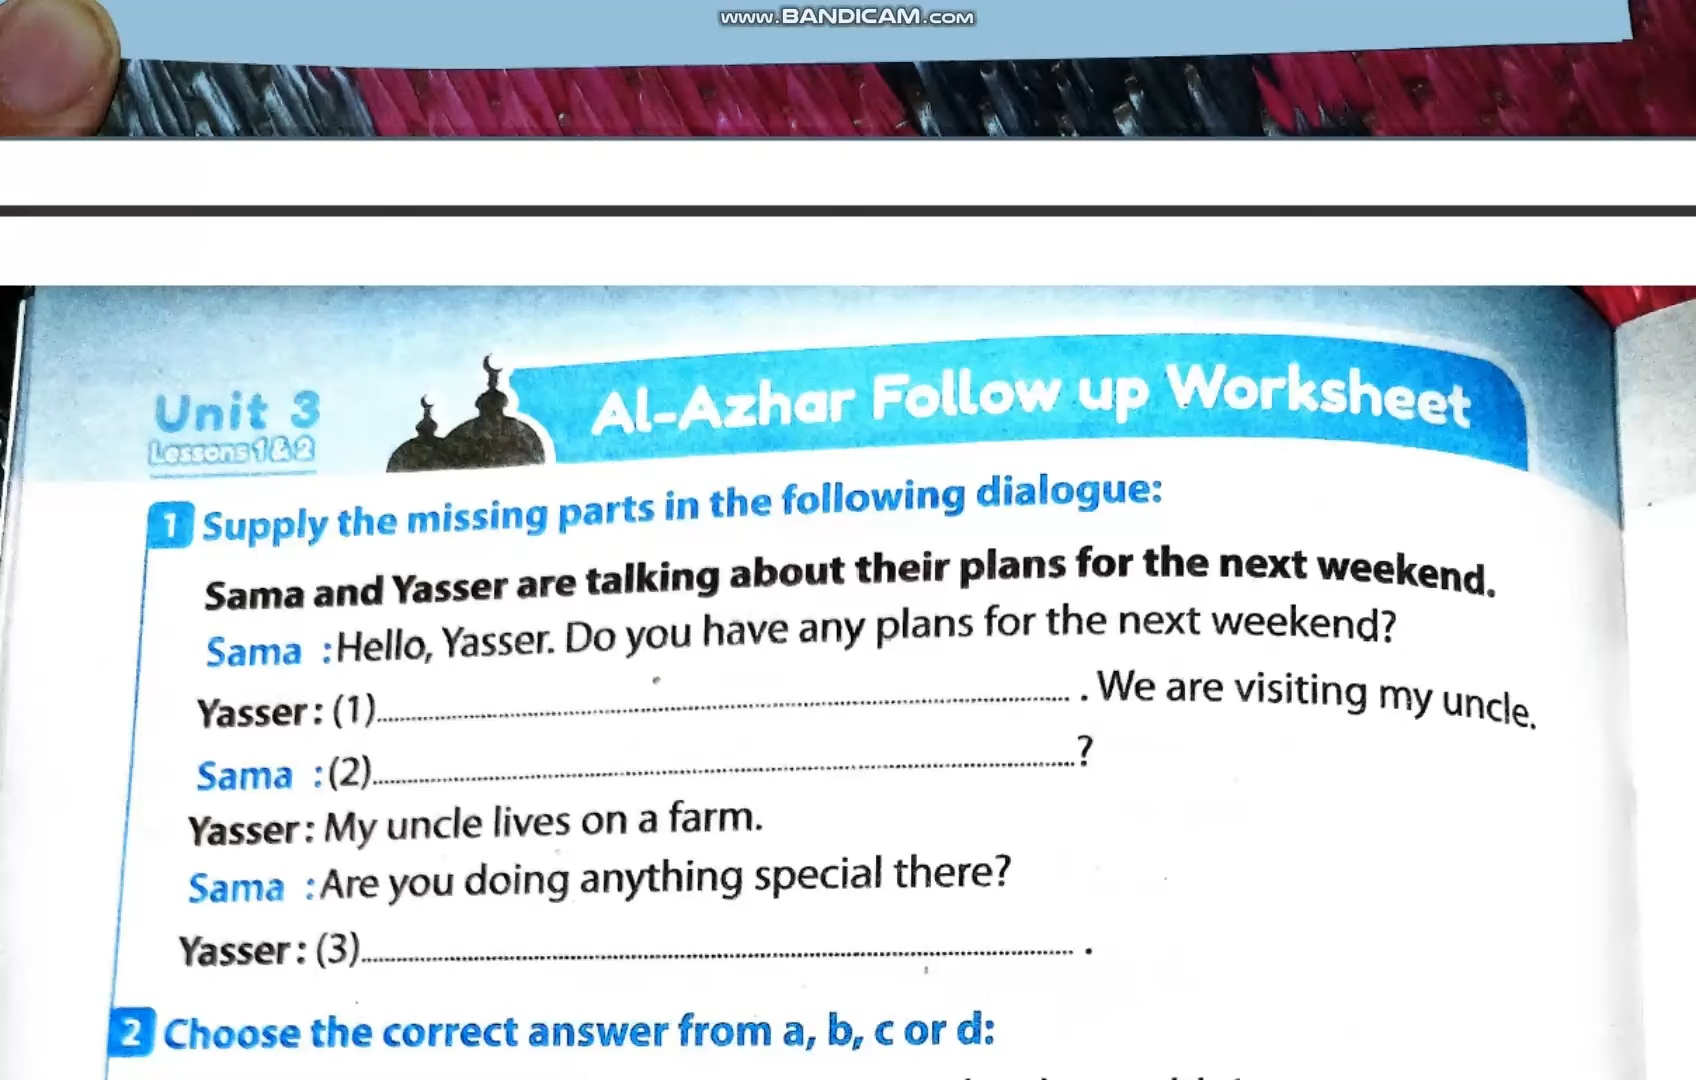 www.BANDICAM.COM
Unit 3
Lessons 1 & 2
Al-Azhar Follow up Worksheet
1 Supply the missing parts in the following dialogue:
Sama and Yasser are talking about their plans for the next weekend.
Sama : Hello, Yasser. Do you have any plans for the next weekend?
Yasser : (1)........................................ . We are visiting my uncle.
Sama : (2)........................................?
Yasser : My uncle lives on a farm.
Sama : Are you doing anything special there?
Yasser : (3)........................................ .
2 Choose the correct answer from a, b, c or d: